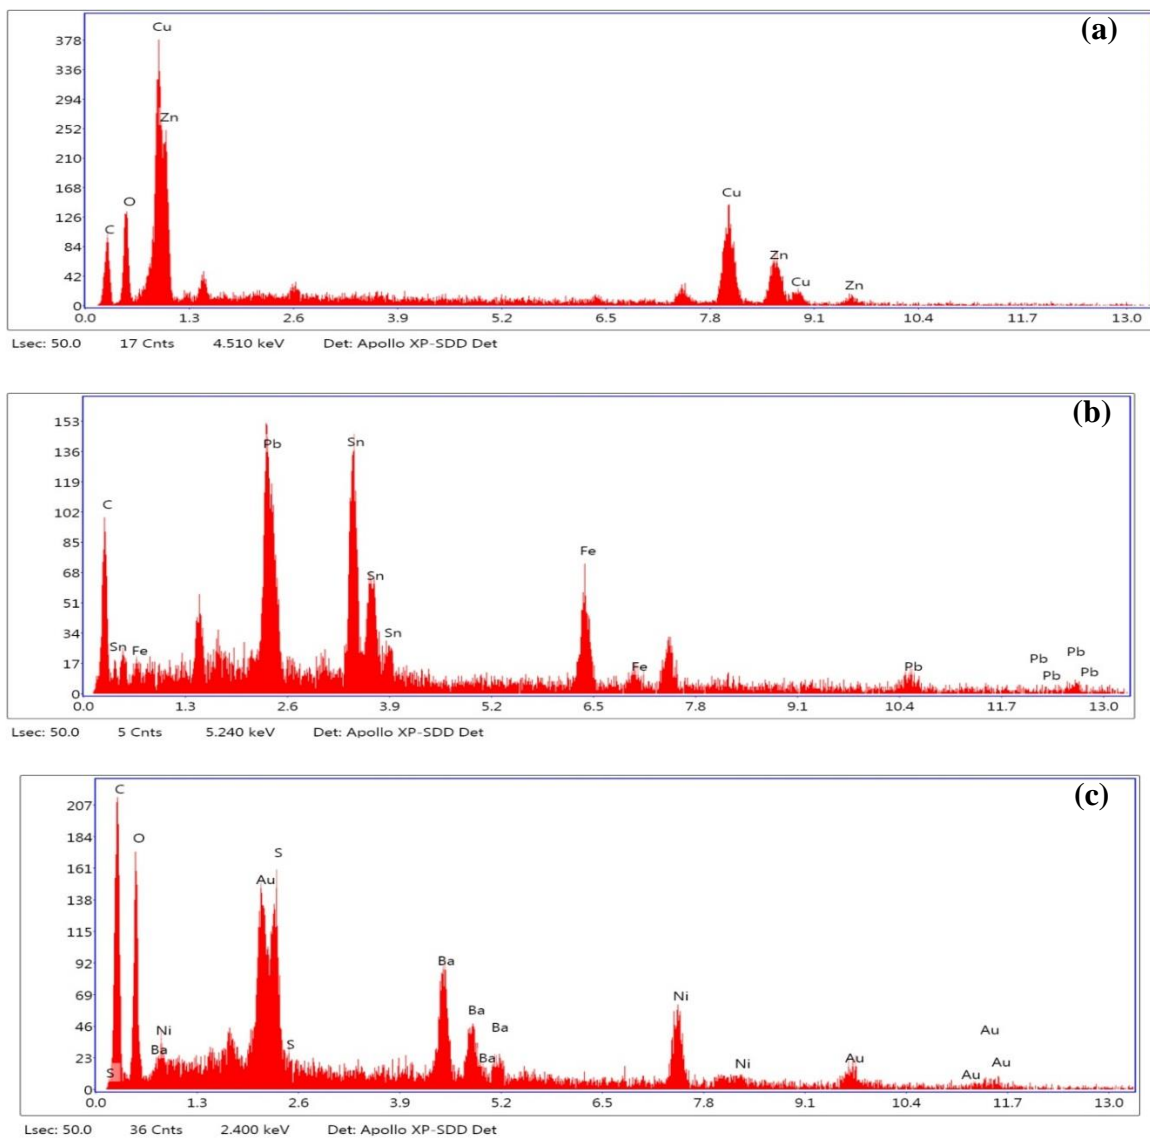 (a)
Cu
378
336
294
Zn
252
210
O
Cu
168
C
126
84
Zn
Cu
Zn
42
0
0.0 1.3 2.6 3.9 5.2 6.5 7.8 9.1 10.4 11.7 13.0
Lsec: 50.0 17 Cnts 4.510 keV Det: Apollo XP-SDD Det
(b)
153
Pb Sn
136
119
C
102
85
Fe
68
Sn
51
Sn
34
Sn Fe
Pb Pb
17
Fe Pb Pb Pb
0
0.0 1.3 2.6 3.9 5.2 6.5 7.8 9.1 10.4 11.7 13.0
Lsec: 50.0 5 Cnts 5.240 keV Det: Apollo XP-SDD Det
(c)
C
207
O
184
S
161
Au
138
115
92
Ba
69
Ni
Ba
46
Ni Ba Au
S
23
Ba Ba Ni Au Au
S Au
0
0.0 1.3 2.6 3.9 5.2 6.5 7.8 9.1 10.4 11.7 13.0
Lsec: 50.0 36 Cnts 2.400 keV Det: Apollo XP-SDD Det